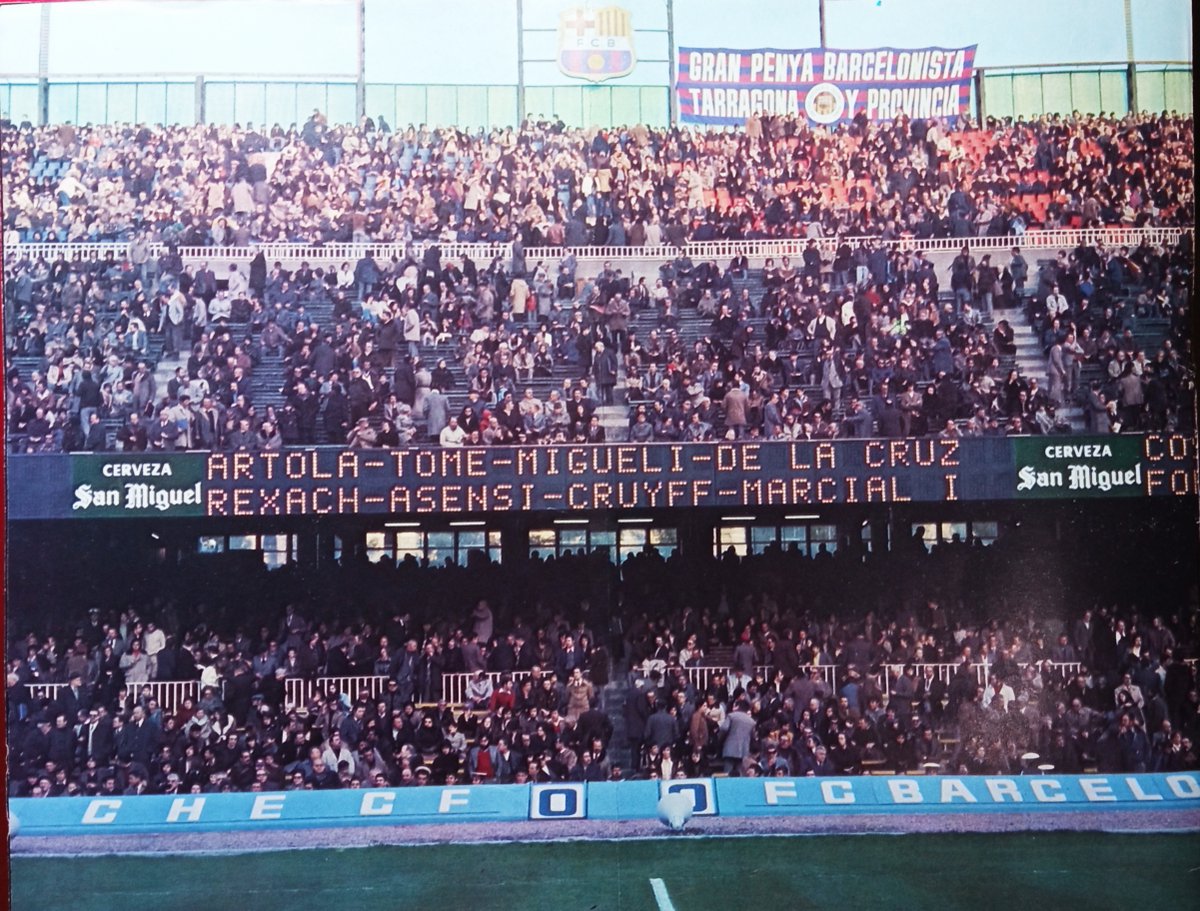 FCB
GRAN PENYA BARCELONISTA
TARRAGONA Y PROVINCIA
CERVEZA
San Miguel
ARTOLA-TOME-MIGUELI-DE LA CRUZ
REXACH-ASENSI-CRUYFF-MARCIAL I
CERVEZA
San Miguel
CHE CF 0 0 FC BARCELO